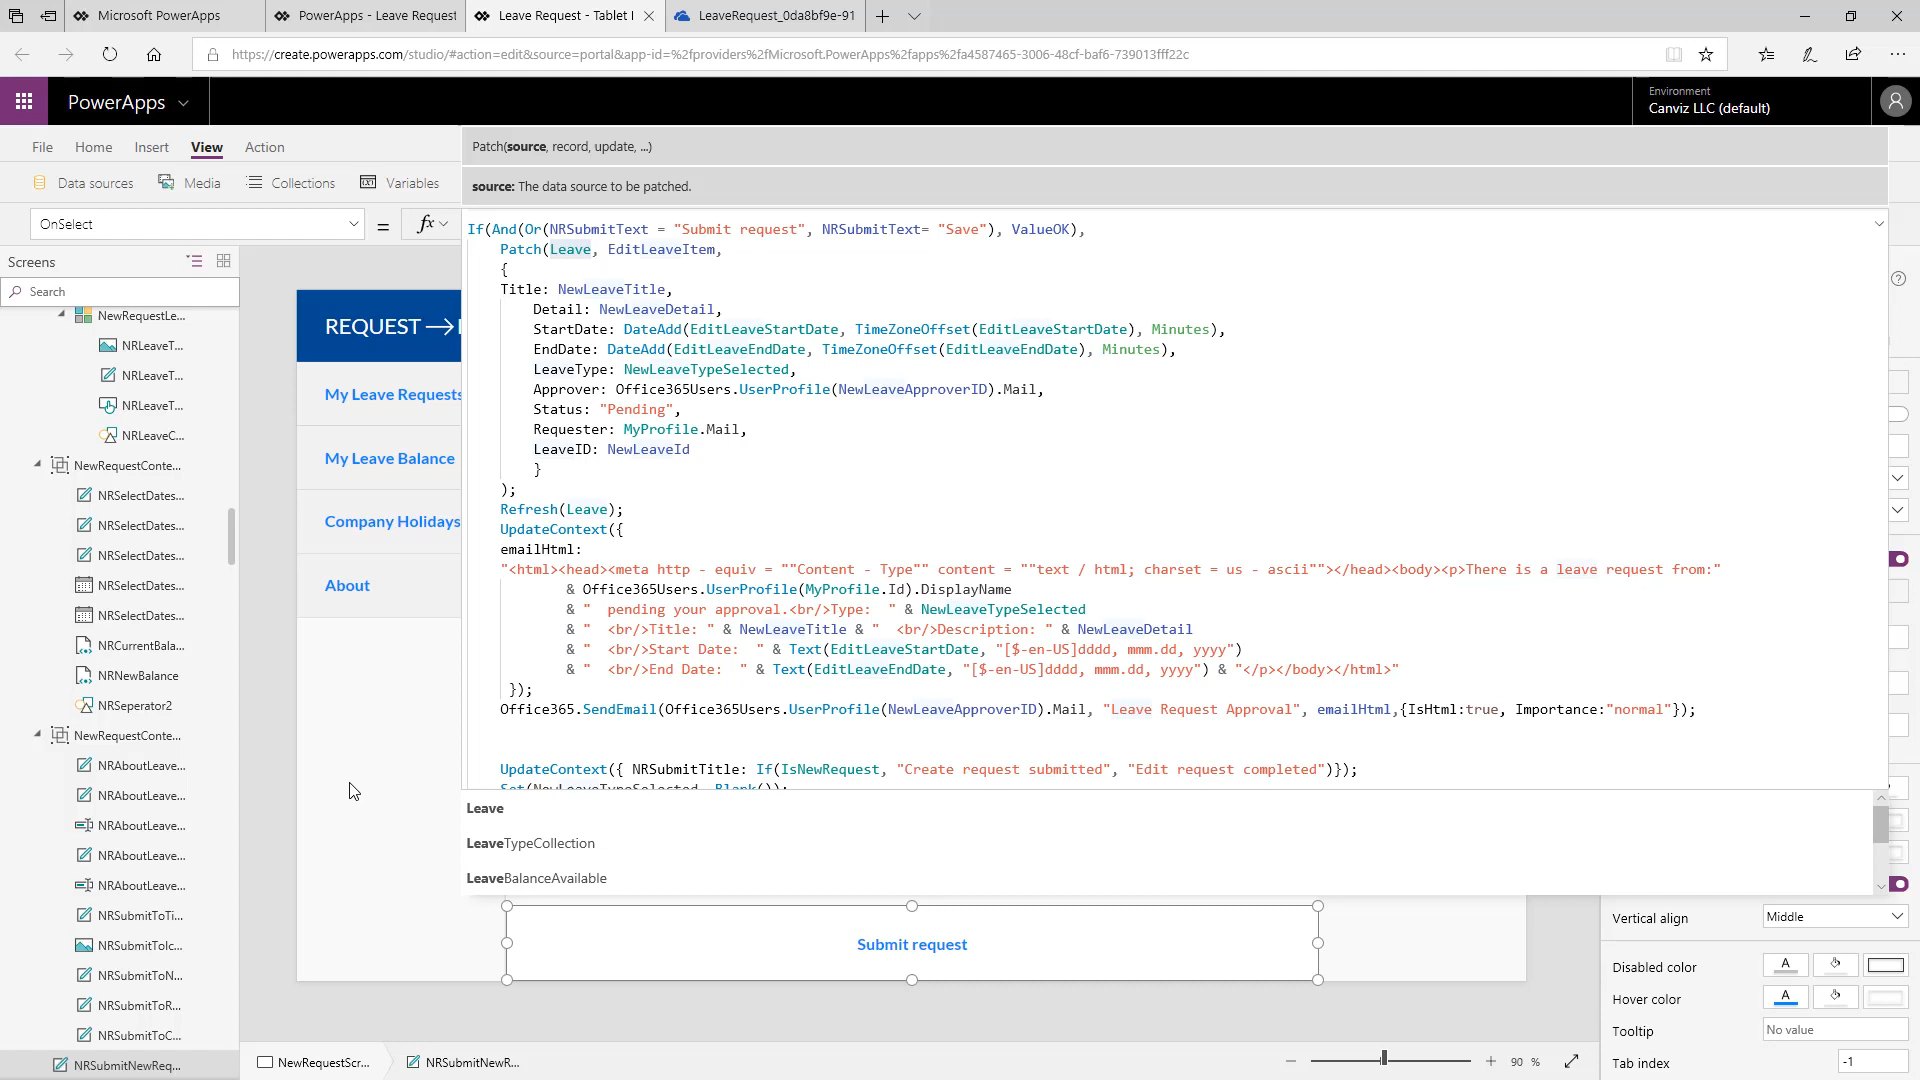 Microsoft PowerApps
PowerApps - Leave Request
Leave Request - Tablet
LeaveRequest_0da8bf9e-91
https://create.powerapps.com/studio/#action=edit&source=portal&app-id=%2fproviders%2fMicrosoft.PowerApps%2fapps%2fa4587465-3006-48cf-baf6-739013fff22c
PowerApps
Environment
Canviz LLC (default)
File
Home
Insert
View
Action
Patch(source, record, update, ...)
Data sources
Media
Collections
Variables
source: The data source to be patched.
OnSelect
=
fx
If(And(Or(NRSubmitText = "Submit request", NRSubmitText= "Save"), ValueOK),
Patch(Leave, EditLeaveItem,
{
Title: NewLeaveTitle,
Detail: NewLeaveDetail,
StartDate: DateAdd(EditLeaveStartDate, TimeZoneOffset(EditLeaveStartDate), Minutes),
EndDate: DateAdd(EditLeaveEndDate, TimeZoneOffset(EditLeaveEndDate), Minutes),
LeaveType: NewLeaveTypeSelected,
Approver: Office365Users.UserProfile(NewLeaveApproverID).Mail,
Status: "Pending",
Requester: MyProfile.Mail,
LeaveID: NewLeaveId
}
);
Refresh(Leave);
UpdateContext({
emailHtml:
"<html><head><meta http - equiv = ""Content - Type"" content = ""text / html; charset = us - ascii""></head><body><p>There is a leave request from:"
& Office365Users.UserProfile(MyProfile.Id).DisplayName
& "  pending your approval.<br/>Type:  " & NewLeaveTypeSelected
& "  <br/>Title: " & NewLeaveTitle & "  <br/>Description: " & NewLeaveDetail
& "  <br/>Start Date:  " & Text(EditLeaveStartDate, "[$-en-US]dddd, mmm.dd, yyyy")
& "  <br/>End Date:  " & Text(EditLeaveEndDate, "[$-en-US]dddd, mmm.dd, yyyy") & "</p></body></html>"
});
Office365.SendEmail(Office365Users.UserProfile(NewLeaveApproverID).Mail, "Leave Request Approval", emailHtml,{IsHtml:true, Importance:"normal"});
UpdateContext({ NRSubmitTitle: If(IsNewRequest, "Create request submitted", "Edit request completed")});
Set(NewLeaveTypeSelected, Blank());
Leave
LeaveTypeCollection
LeaveBalanceAvailable
Screens
Search
NewRequestLe...
NRLeaveT...
NRLeaveT...
NRLeaveT...
NRLeaveC...
NewRequestConte...
NRSelectDates...
NRSelectDates...
NRSelectDates...
NRSelectDates...
NRSelectDates...
NRCurrentBala...
NRNewBalance
NRSeperator2
NewRequestConte...
NRAboutLeave...
NRAboutLeave...
NRAboutLeave...
NRAboutLeave...
NRAboutLeave...
NRSubmitToTi...
NRSubmitToIc...
NRSubmitToN...
NRSubmitToR...
NRSubmitToC...
NRSubmitNewReq...
REQUEST
My Leave Requests
My Leave Balance
Company Holidays
About
Submit request
Vertical align
Middle
Disabled color
A
Hover color
A
Tooltip
No value
Tab index
-1
NewRequestScr...
NRSubmitNewR...
90 %